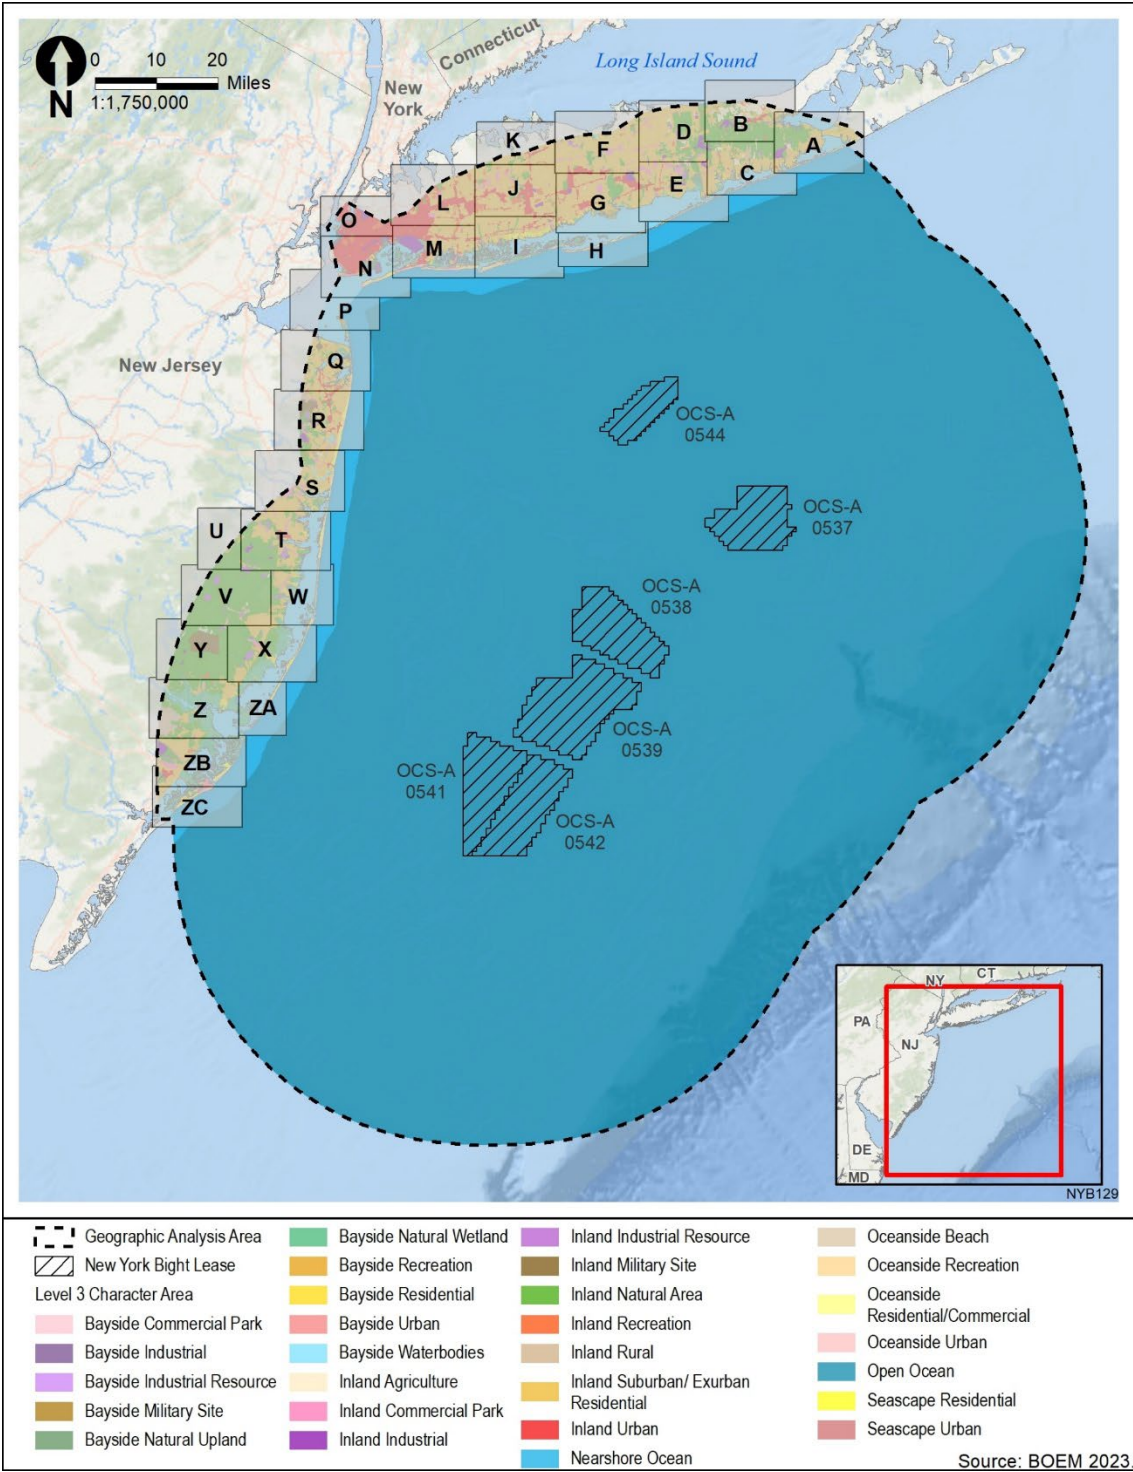 Connecticut
Long Island Sound
0 10 20
Miles
1:1,750,000
N
New
York
B
D
A
K
F
C
J
E
L
G
O
M
I
H
N
P
New Jersey
Q
R
OCS-A
0544
S
OCS-A
0537
U
T
OCS-A
0538
V
W
Y
X
Z
ZA
OCS-A
0539
ZB
OCS-A
0541
ZC
OCS-A
0542
NY
CT
PA
NJ
DE
MD
NYB129
Geographic Analysis Area
New York Bight Lease
Level 3 Character Area
Bayside Commercial Park
Bayside Industrial
Bayside Industrial Resource
Bayside Military Site
Bayside Natural Upland
Bayside Natural Wetland
Bayside Recreation
Bayside Residential
Bayside Urban
Bayside Waterbodies
Inland Agriculture
Inland Commercial Park
Inland Industrial
Inland Industrial Resource
Inland Military Site
Inland Natural Area
Inland Recreation
Inland Rural
Inland Suburban/ Exurban
Residential
Inland Urban
Nearshore Ocean
Oceanside Beach
Oceanside Recreation
Oceanside
Residential/Commercial
Oceanside Urban
Open Ocean
Seascape Residential
Seascape Urban
Source: BOEM 2023.